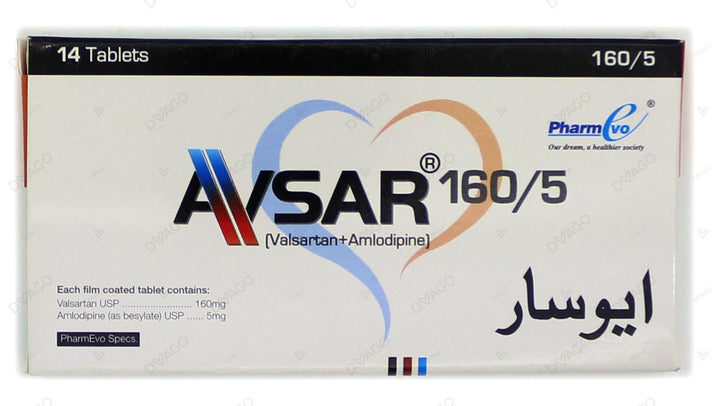 14 Tablets
160/5
PharmEvo®
Our dream, a healthier society
AVSAR® 160/5
[Valsartan+Amlodipine]
ایوسار
Each film coated tablet contains:
Valsartan USP .......................... 160mg
Amlodipine (as besylate) USP ...... 5mg
PharmEvo Specs.
DVAGO